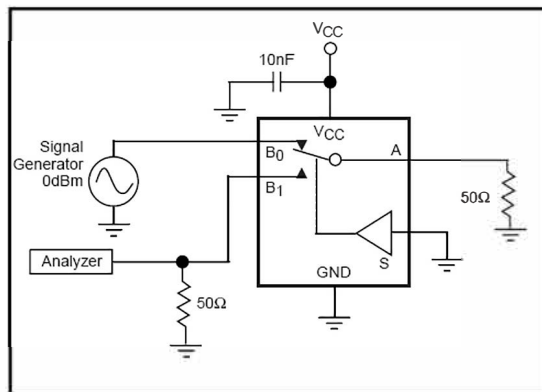 VCC
10nF
VCC
Signal
Generator
0dBm
B0
A
B1
50Ω
Analyzer
S
GND
50Ω